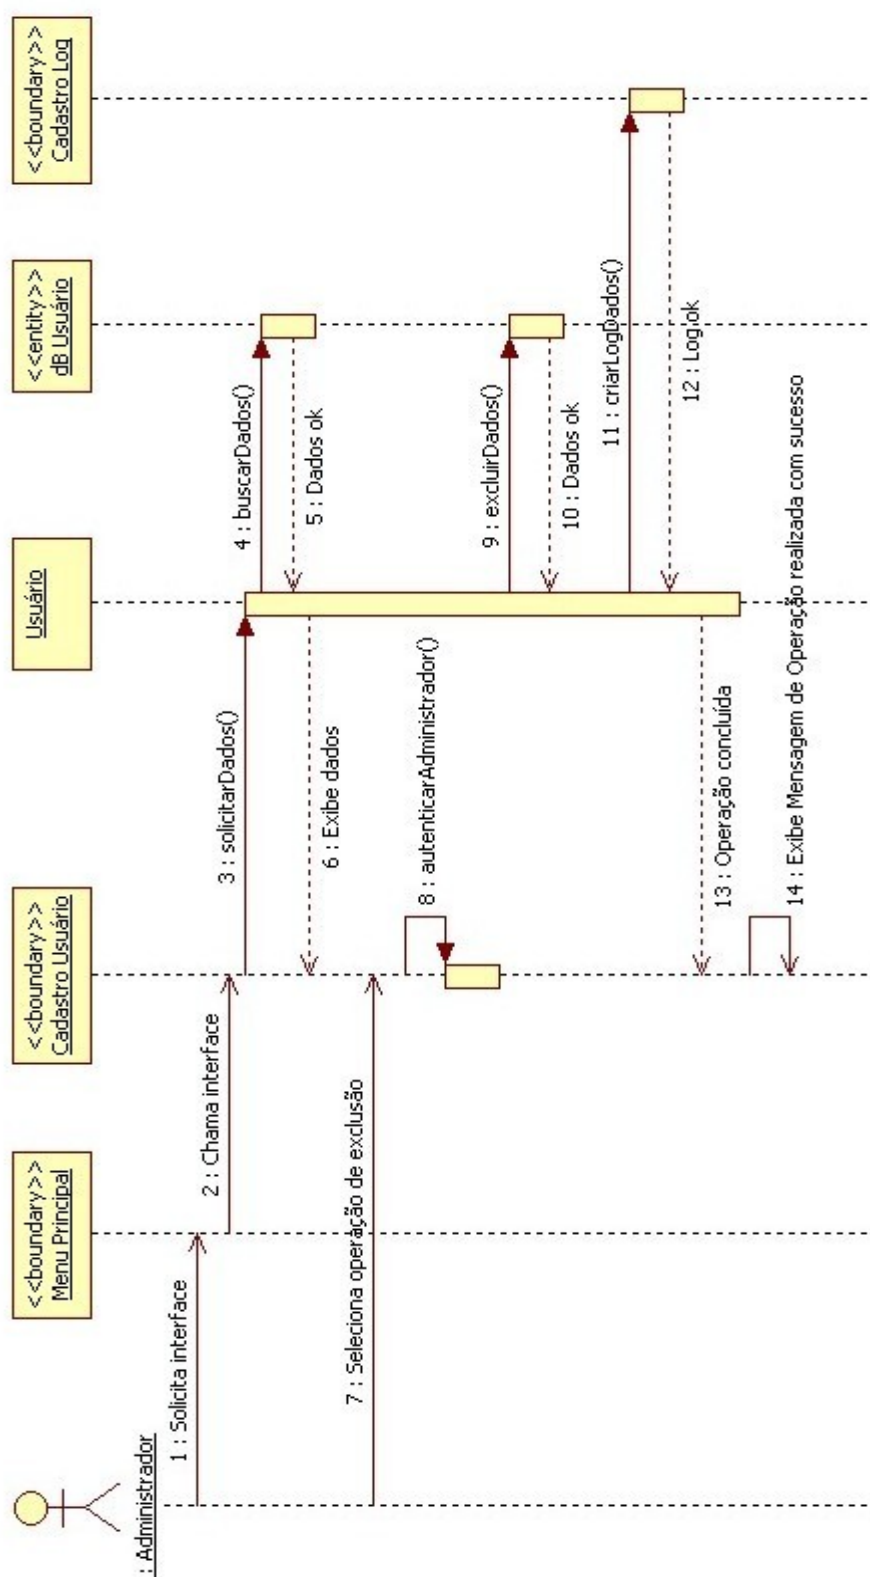 : Administrador
<<boundary>>
Menu Principal
<<boundary>>
Cadastro Usuário
Usuário
<<entity>>
dB Usuário
<<boundary>>
Cadastro Log
1 : Solicita interface
2 : Chama interface
3 : solicitarDados()
4 : buscarDados()
5 : Dados ok
6 : Exibe dados
7 : Seleciona operação de exclusão
8 : autenticarAdministrador()
9 : excluirDados()
10 : Dados ok
11 : criarLogDados()
12 : Log ok
13 : Operação concluída
14 : Exibe Mensagem de Operação realizada com sucesso